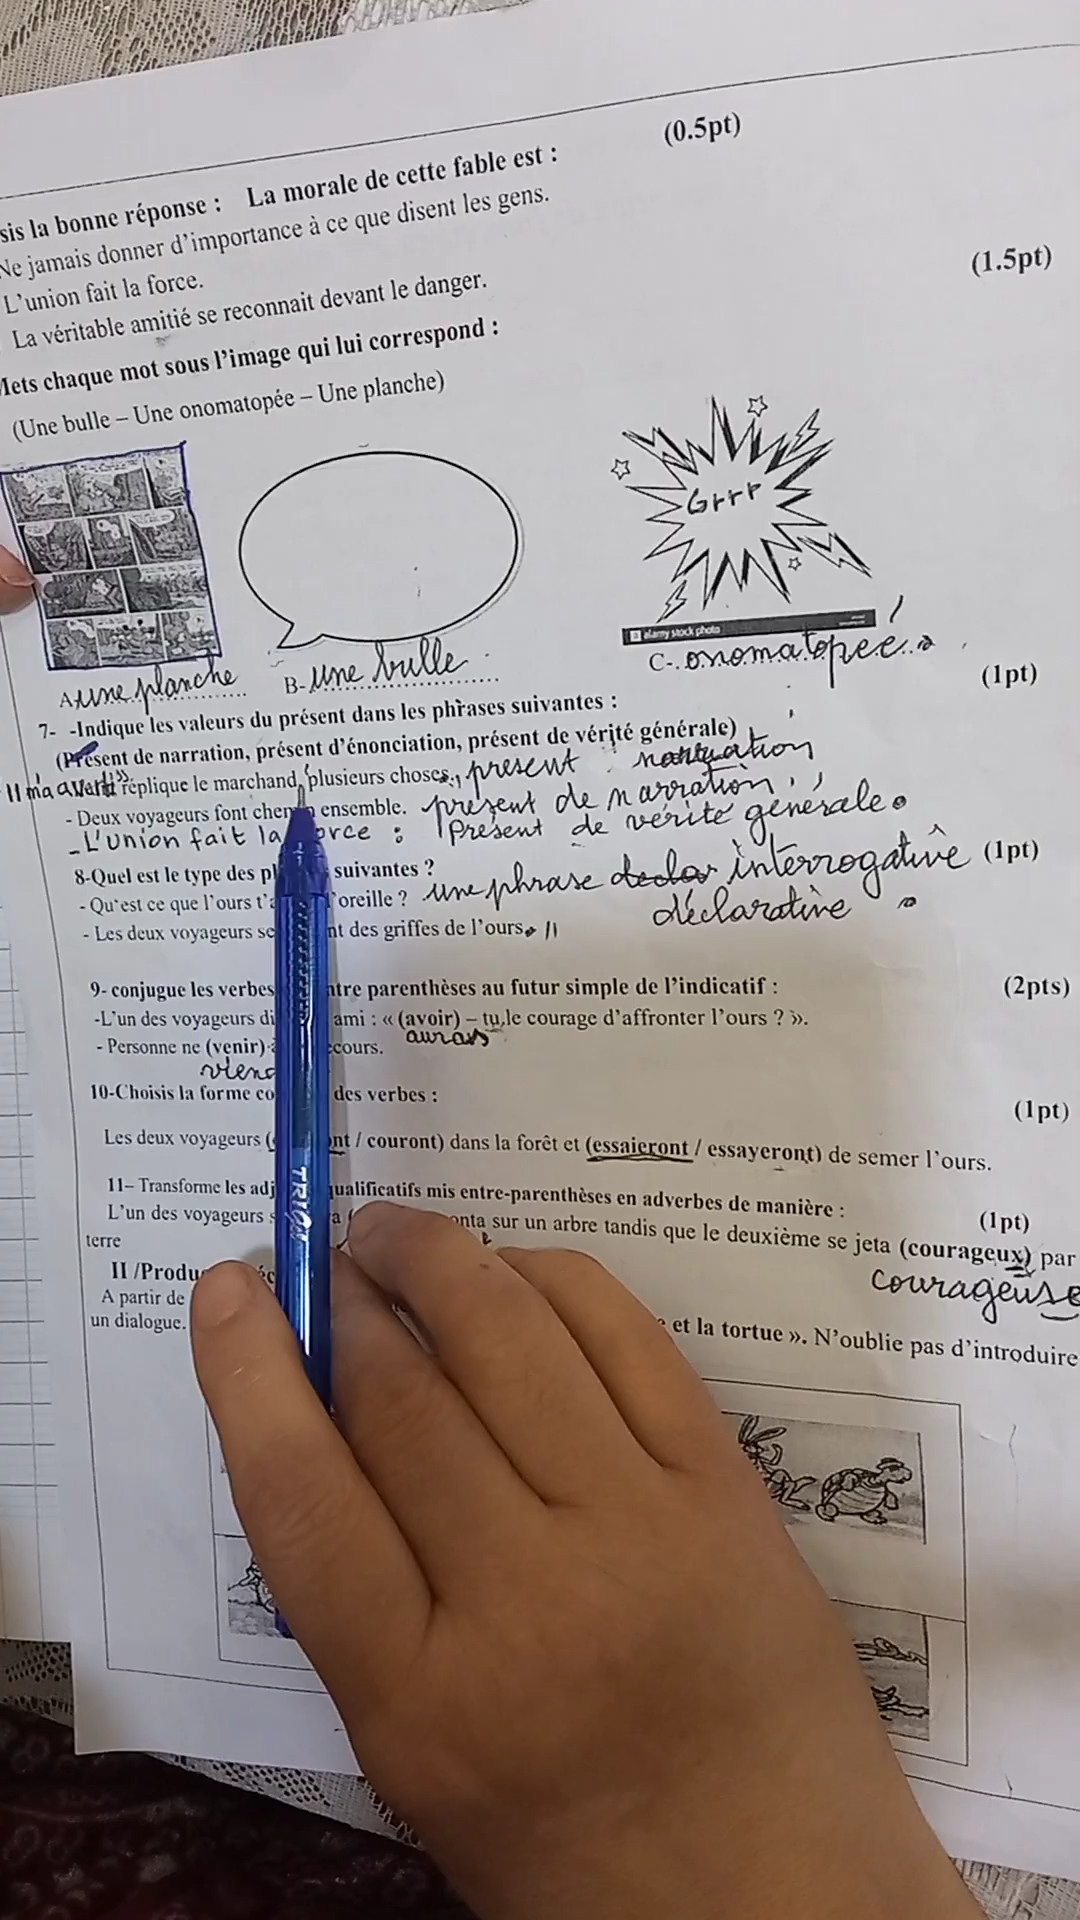 (0.5pt)
sis la bonne réponse : La morale de cette fable est :
Ne jamais donner d'importance à ce que disent les gens.
L'union fait la force.
(1.5pt)
La véritable amitié se reconnait devant le danger.
Mets chaque mot sous l'image qui lui correspond :
(Une bulle – Une onomatopée – Une planche)
Grrr
alamy stock photo
A une planche
B- une bulle
C- onomatopée
(1pt)
7- -Indique les valeurs du présent dans les phrases suivantes :
(Présent de narration, présent d'énonciation, présent de vérité générale)
Il m'a averti" réplique le marchand plusieurs choses, présent narration
- Deux voyageurs font chemin ensemble. présent de narration
- L'union fait la force : Présent de vérité générale.
8-Quel est le type des suivantes ? (1pt)
- Qu'est ce que l'ours l'oreille ? une phrase interrogative
- Les deux voyageurs des griffes de l'ours. déclarative
9- conjugue les verbes entre parenthèses au futur simple de l'indicatif : (2pts)
-L'un des voyageurs ami : « (avoir) – tu le courage d'affronter l'ours ? ».
auras
- Personne ne (venir)
10-Choisis la forme des verbes :
(1pt)
Les deux voyageurs ( / couront) dans la forêt et (essaieront / essayeront) de semer l'ours.
11– Transforme les qualificatifs mis entre-parenthèses en adverbes de manière :
(1pt)
L'un des voyageurs sur un arbre tandis que le deuxième se jeta (courageux) par
terre
courageuse
II /
A partir de et la tortue ». N'oublie pas d'introduire
un dialogue.
TRIGN